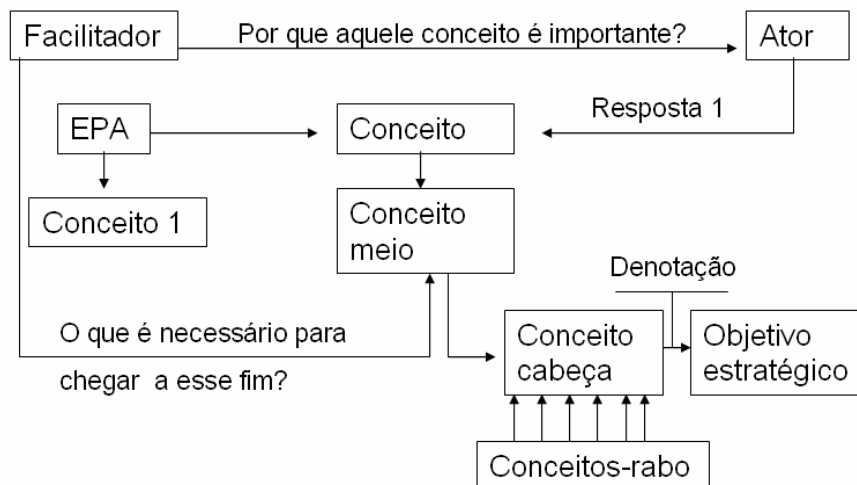 Facilitador
Por que aquele conceito é importante?
Ator
Resposta 1
EPA
Conceito
Conceito 1
Conceito
meio
Denotação
O que é necessário para
chegar a esse fim?
Conceito
cabeça
Objetivo
estratégico
Conceitos-rabo